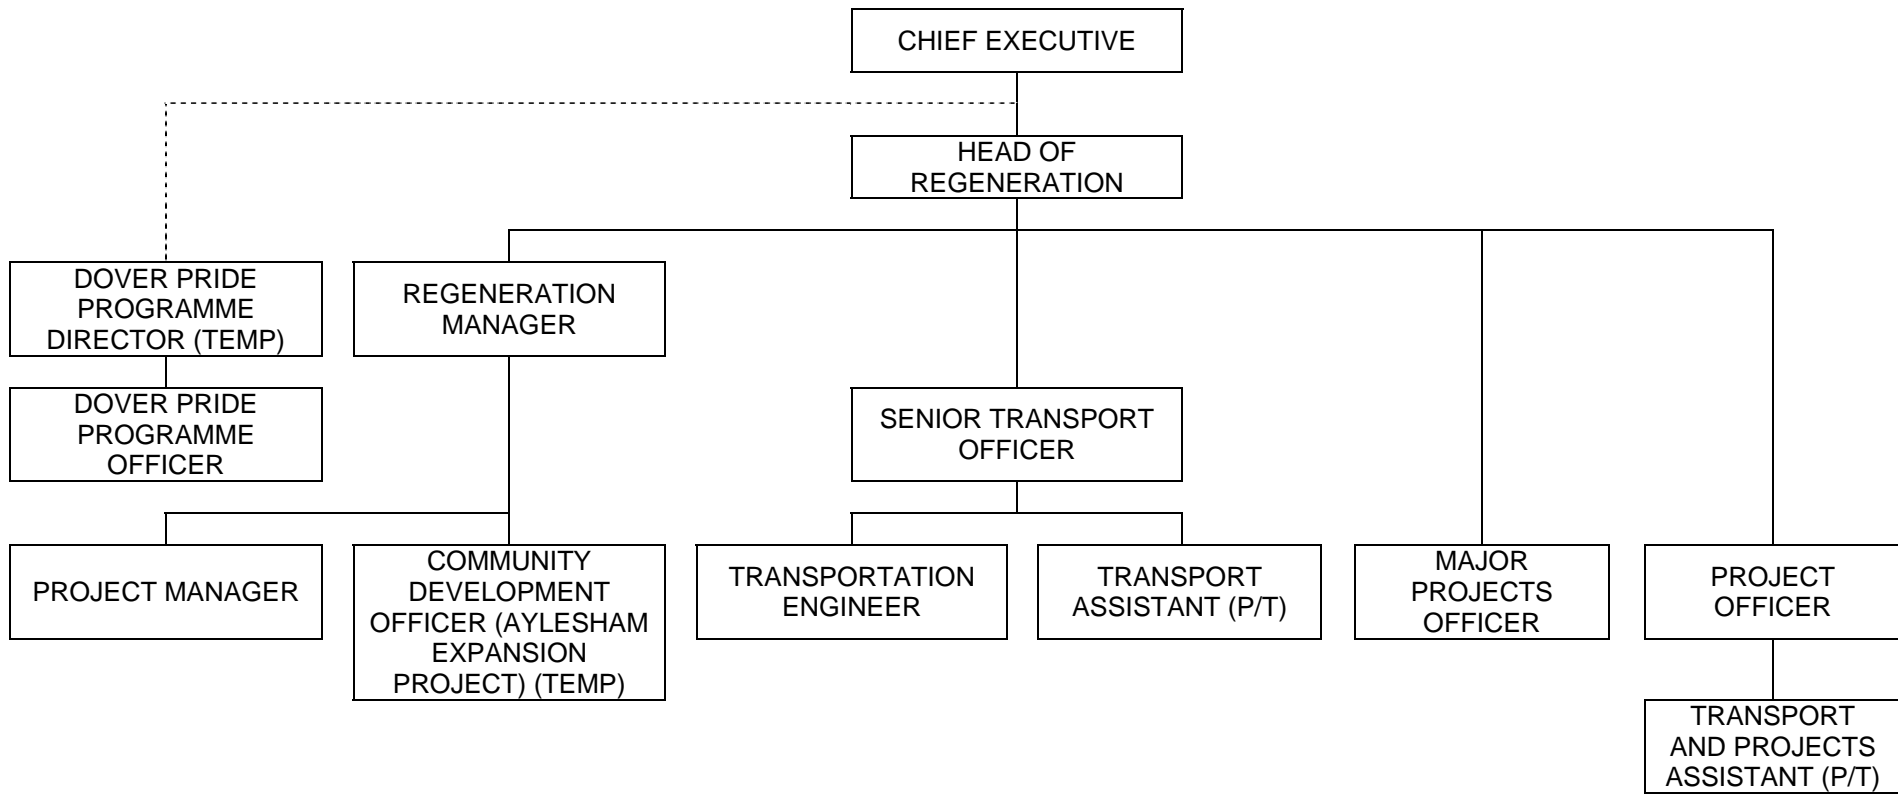 CHIEF EXECUTIVE
HEAD OF
REGENERATION
DOVER PRIDE
PROGRAMME
DIRECTOR (TEMP)
REGENERATION
MANAGER
DOVER PRIDE
PROGRAMME
OFFICER
SENIOR TRANSPORT
OFFICER
PROJECT MANAGER
COMMUNITY
DEVELOPMENT
OFFICER (AYLESHAM
EXPANSION
PROJECT) (TEMP)
TRANSPORTATION
ENGINEER
TRANSPORT
ASSISTANT (P/T)
MAJOR
PROJECTS
OFFICER
PROJECT
OFFICER
TRANSPORT
AND PROJECTS
ASSISTANT (P/T)